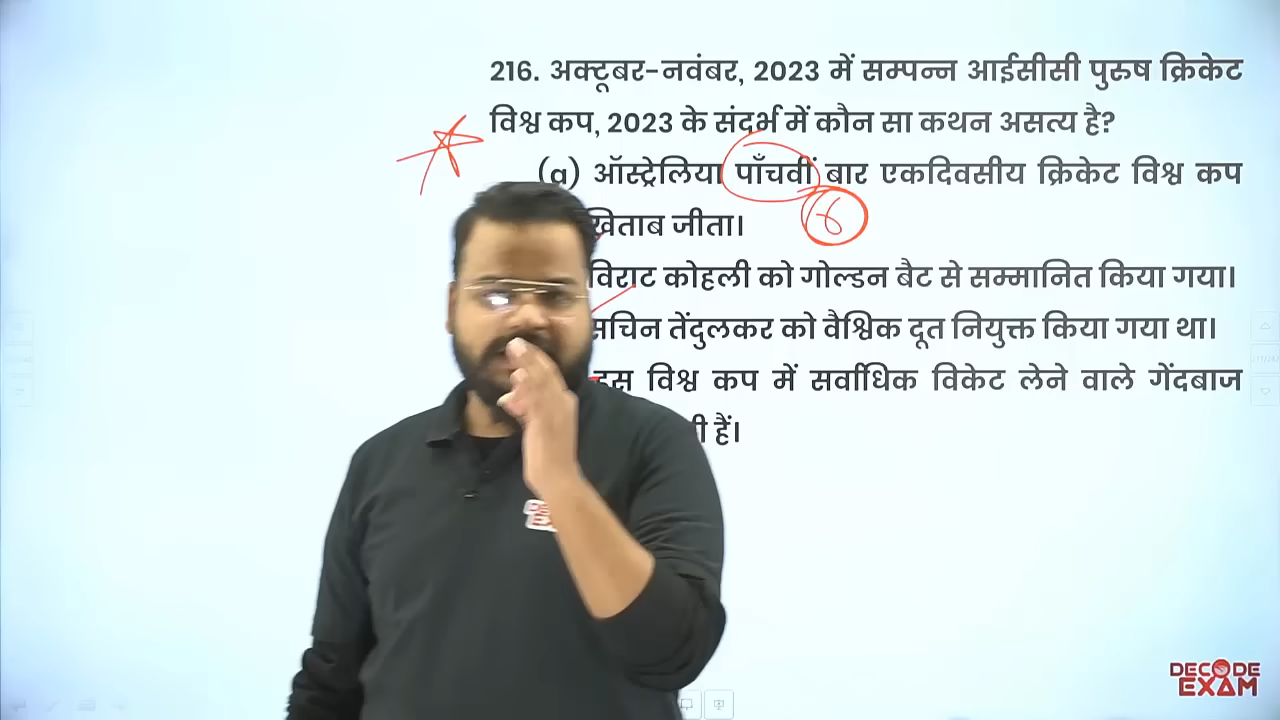 216. अक्टूबर-नवंबर, 2023 में सम्पन्न आईसीसी पुरुष क्रिकेट
विश्व कप, 2023 के संदर्भ में कौन सा कथन असत्य है?
(a) ऑस्ट्रेलिया पाँचवीं बार एकदिवसीय क्रिकेट विश्व कप
खिताब जीता।
6
विराट कोहली को गोल्डन बैट से सम्मानित किया गया।
सचिन तेंदुलकर को वैश्विक दूत नियुक्त किया गया था।
इस विश्व कप में सर्वाधिक विकेट लेने वाले गेंदबाज
हैं।
DECODE
EXAM